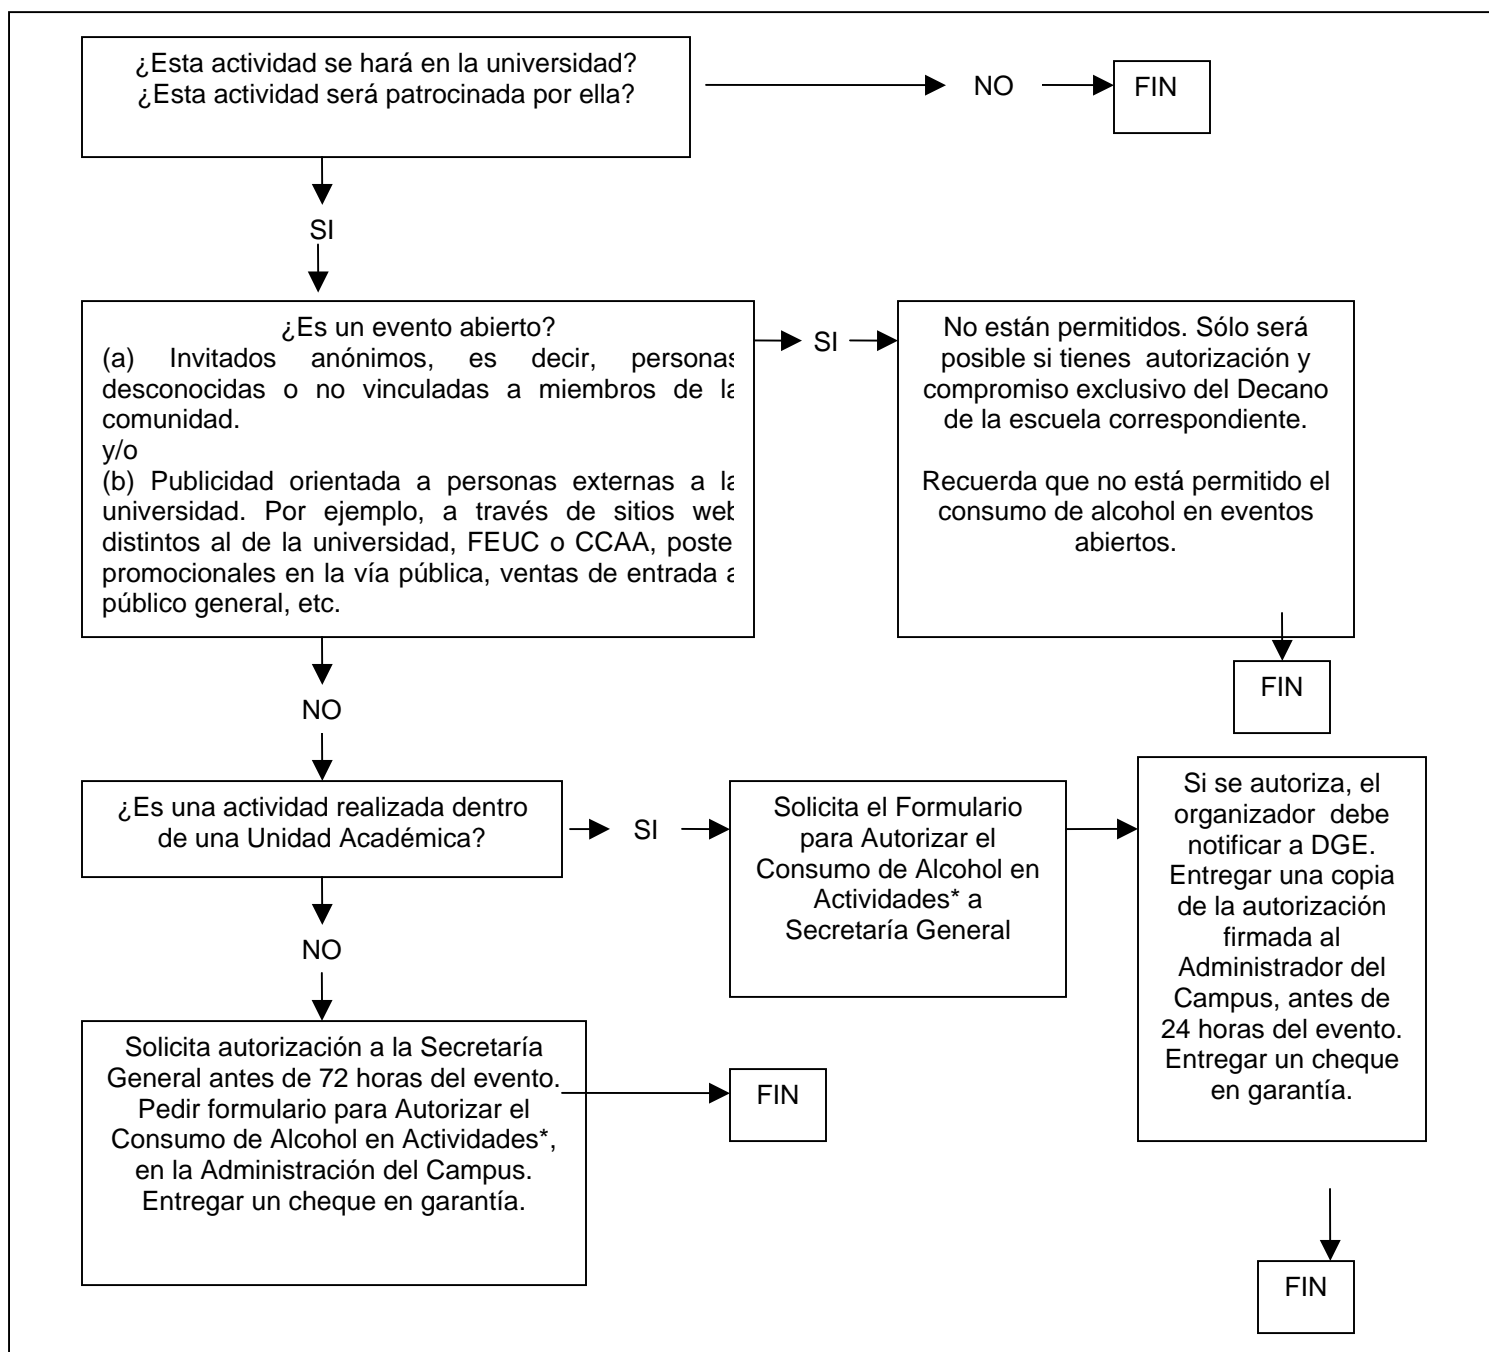 ¿Esta actividad se hará en la universidad?
¿Esta actividad será patrocinada por ella?
NO
FIN
SI
¿Es un evento abierto?
(a) Invitados anónimos, es decir, personas
desconocidas o no vinculadas a miembros de la
comunidad.
y/o
(b) Publicidad orientada a personas externas a la
universidad. Por ejemplo, a través de sitios web
distintos al de la universidad, FEUC o CCAA, poste
promocionales en la vía pública, ventas de entrada a
público general, etc.
SI
No están permitidos. Sólo será
posible si tienes autorización y
compromiso exclusivo del Decano
de la escuela correspondiente.
Recuerda que no está permitido el
consumo de alcohol en eventos
abiertos.
FIN
NO
¿Es una actividad realizada dentro
de una Unidad Académica?
SI
Solicita el Formulario
para Autorizar el
Consumo de Alcohol en
Actividades* a
Secretaría General
Si se autoriza, el
organizador debe
notificar a DGE.
Entregar una copia
de la autorización
firmada al
Administrador del
Campus, antes de
24 horas del evento.
Entregar un cheque
en garantía.
FIN
NO
Solicita autorización a la Secretaría
General antes de 72 horas del evento.
Pedir formulario para Autorizar el
Consumo de Alcohol en Actividades*,
en la Administración del Campus.
Entregar un cheque en garantía.
FIN